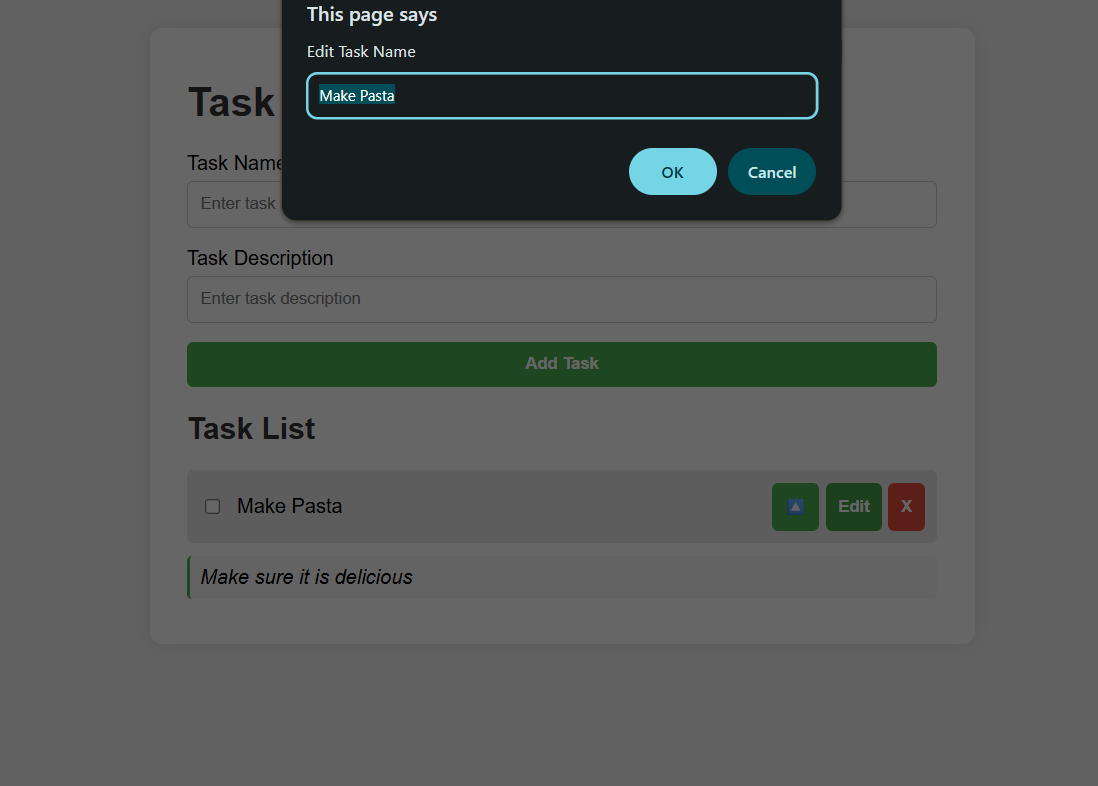 This page says
Edit Task Name
Make Pasta
OK
Cancel
Task
Task Name
Enter task
Task Description
Enter task description
Add Task
Task List
Make Pasta
Edit
X
Make sure it is delicious